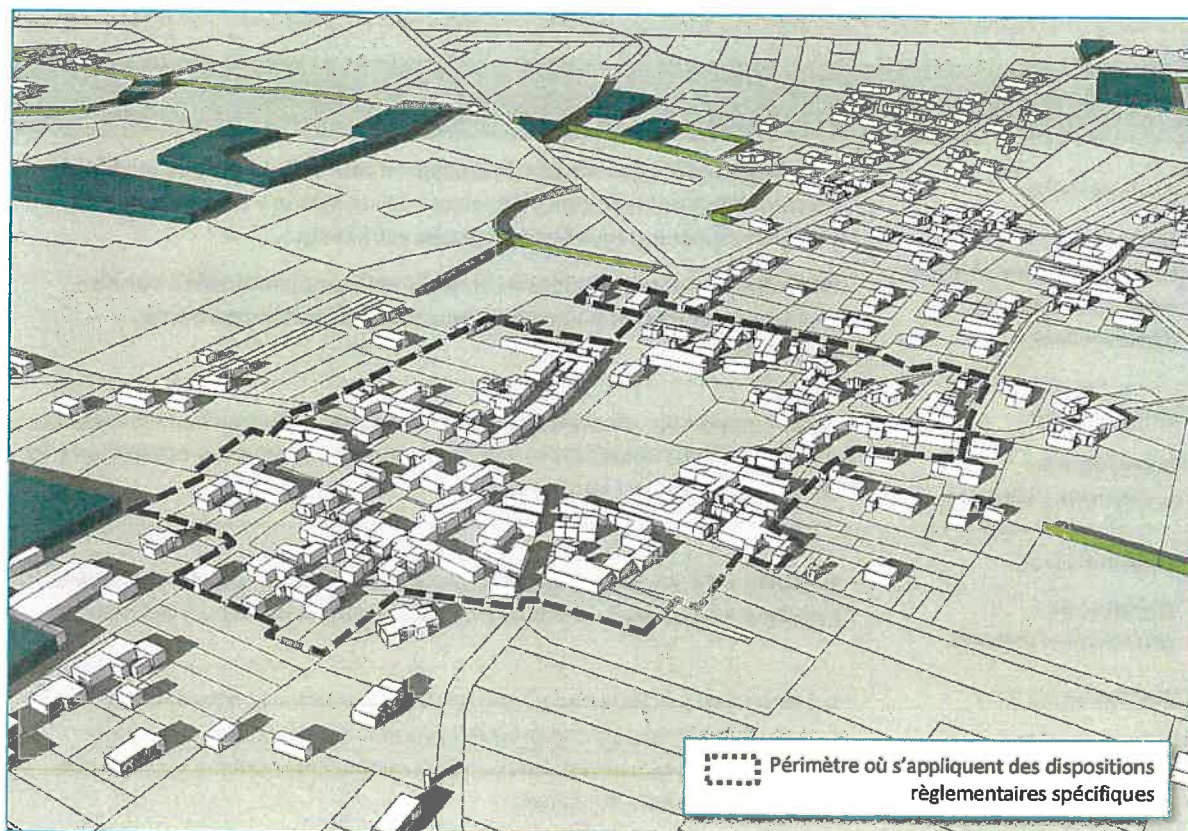 Périmètre où s'appliquent des dispositions
règlementaires spécifiques